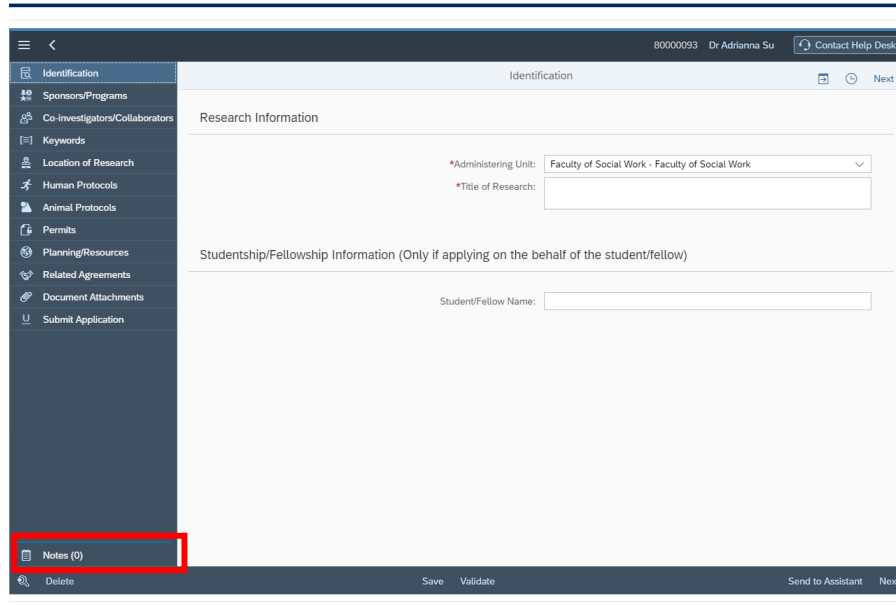 80000093 Dr Adrianna Su Contact Help Desk
Identification
Sponsors/Programs
Co-investigators/Collaborators
Keywords
Location of Research
Human Protocols
Animal Protocols
Permits
Planning/Resources
Related Agreements
Document Attachments
Submit Application
Notes (0)
Identification Next
Research Information
*Administering Unit: Faculty of Social Work - Faculty of Social Work
*Title of Research:
Studentship/Fellowship Information (Only if applying on the behalf of the student/fellow)
Student/Fellow Name:
Delete Save Validate Send to Assistant Nex